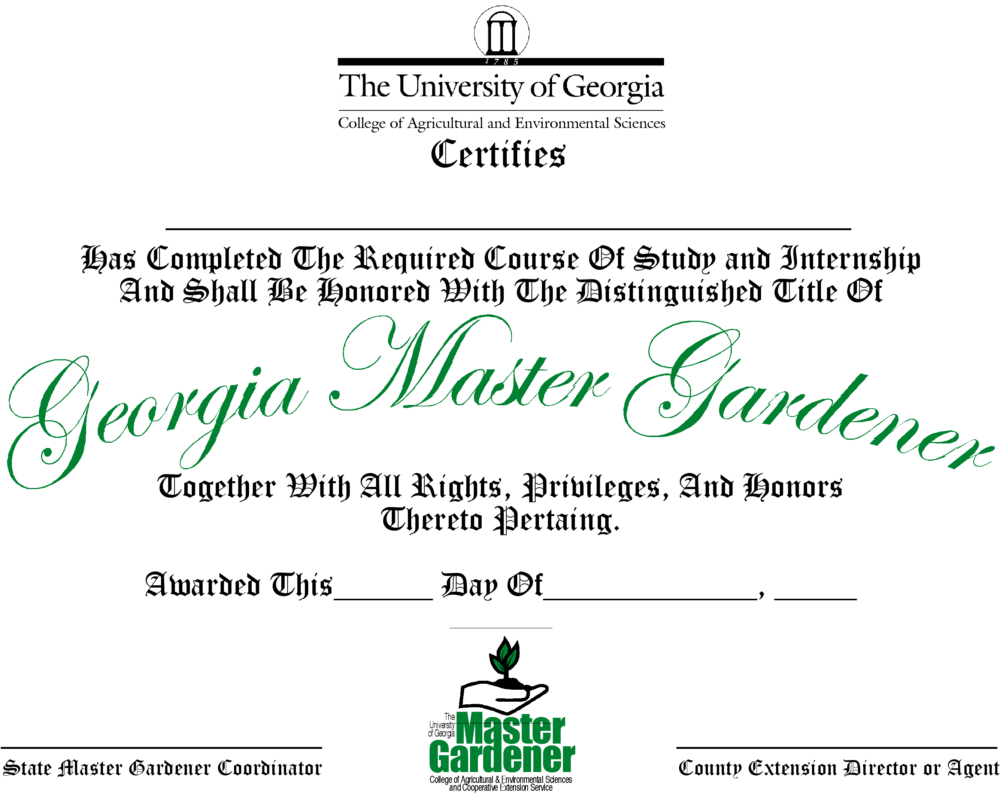 1785
The University of Georgia
College of Agricultural and Environmental Sciences
Certifies
Has Completed The Required Course Of Study and Internship
And Shall Be Honored With The Distinguished Title Of
Georgia Master Gardener
Together With All Rights, Privileges, And Honors
Thereto Pertaing.
Awarded This________ Day Of__________________, _______
The
University
of Georgia
Master
Gardener
College of Agricultural & Environmental Sciences
and Cooperative Extension Service
State Master Gardener Coordinator
County Extension Director or Agent